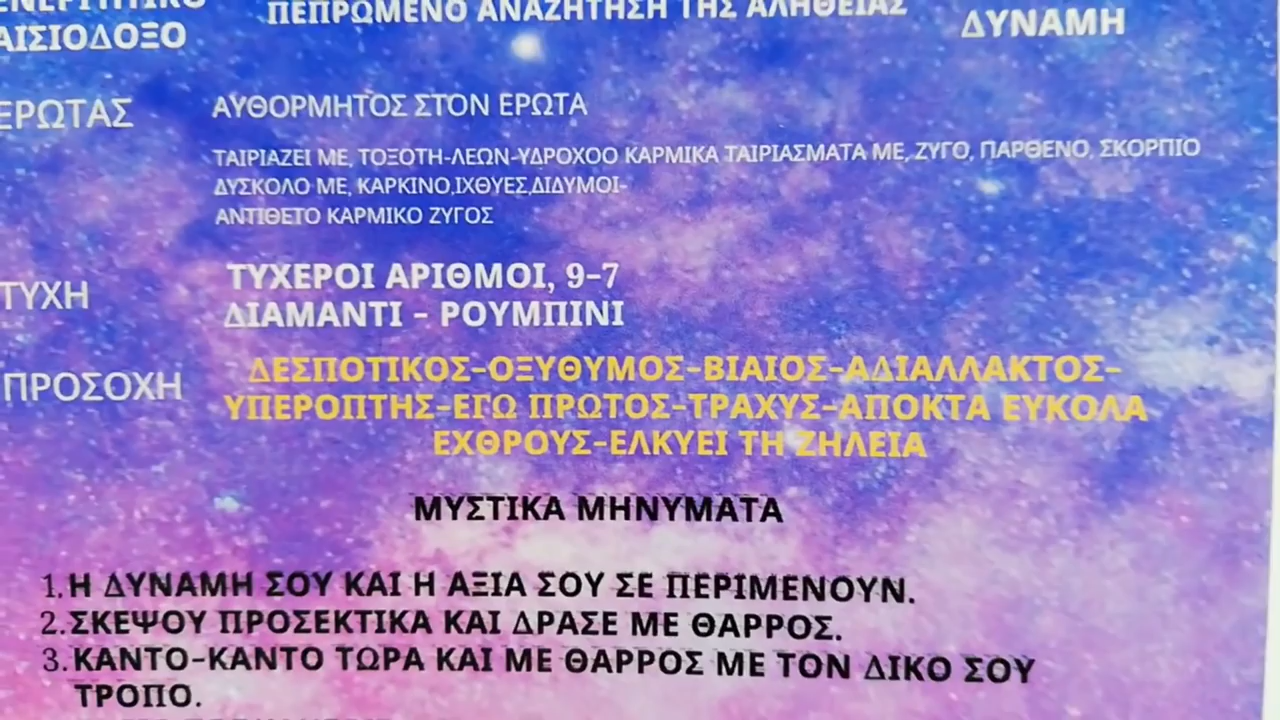 ΕΝΕΡΓΗΤΙΚΟ
ΑΙΣΙΟΔΟΞΟ
ΠΕΠΡΩΜΕΝΟ ΑΝΑΖΗΤΗΣΗ ΤΗΣ ΑΛΗΘΕΙΑΣ
ΔΥΝΑΜΗ
ΕΡΩΤΑΣ
ΑΥΘΟΡΜΗΤΟΣ ΣΤΟΝ ΕΡΩΤΑ
ΤΑΙΡΙΑΖΕΙ ΜΕ, ΤΟΞΟΤΗ-ΛΕΩΝ-ΥΔΡΟΧΟΟ ΚΑΡΜΙΚΑ ΤΑΙΡΙΑΣΜΑΤΑ ΜΕ, ΖΥΓΟ, ΠΑΡΘΕΝΟ, ΣΚΟΡΠΙΟ
ΔΥΣΚΟΛΟ ΜΕ, ΚΑΡΚΙΝΟ,ΙΧΘΥΕΣ,ΔΙΔΥΜΟΙ-
ΑΝΤΙΘΕΤΟ ΚΑΡΜΙΚΟ ΖΥΓΟΣ
ΤΥΧΗ
ΤΥΧΕΡΟΙ ΑΡΙΘΜΟΙ, 9-7
ΔΙΑΜΑΝΤΙ - ΡΟΥΜΠΙΝΙ
ΠΡΟΣΟΧΗ
ΔΕΣΠΟΤΙΚΟΣ-ΟΞΥΘΥΜΟΣ-ΒΙΑΙΟΣ-ΑΔΙΑΛΛΑΚΤΟΣ-
ΥΠΕΡΟΠΤΗΣ-ΕΓΩ ΠΡΩΤΟΣ-ΤΡΑΧΥΣ-ΑΠΟΚΤΑ ΕΥΚΟΛΑ
ΕΧΘΡΟΥΣ-ΕΛΚΥΕΙ ΤΗ ΖΗΛΕΙΑ
ΜΥΣΤΙΚΑ ΜΗΝΥΜΑΤΑ
1. Η ΔΥΝΑΜΗ ΣΟΥ ΚΑΙ Η ΑΞΙΑ ΣΟΥ ΣΕ ΠΕΡΙΜΕΝΟΥΝ.
2. ΣΚΕΨΟΥ ΠΡΟΣΕΚΤΙΚΑ ΚΑΙ ΔΡΑΣΕ ΜΕ ΘΑΡΡΟΣ.
3. ΚΑΝΤΟ-ΚΑΝΤΟ ΤΩΡΑ ΚΑΙ ΜΕ ΘΑΡΡΟΣ ΜΕ ΤΟΝ ΔΙΚΟ ΣΟΥ
ΤΡΟΠΟ.